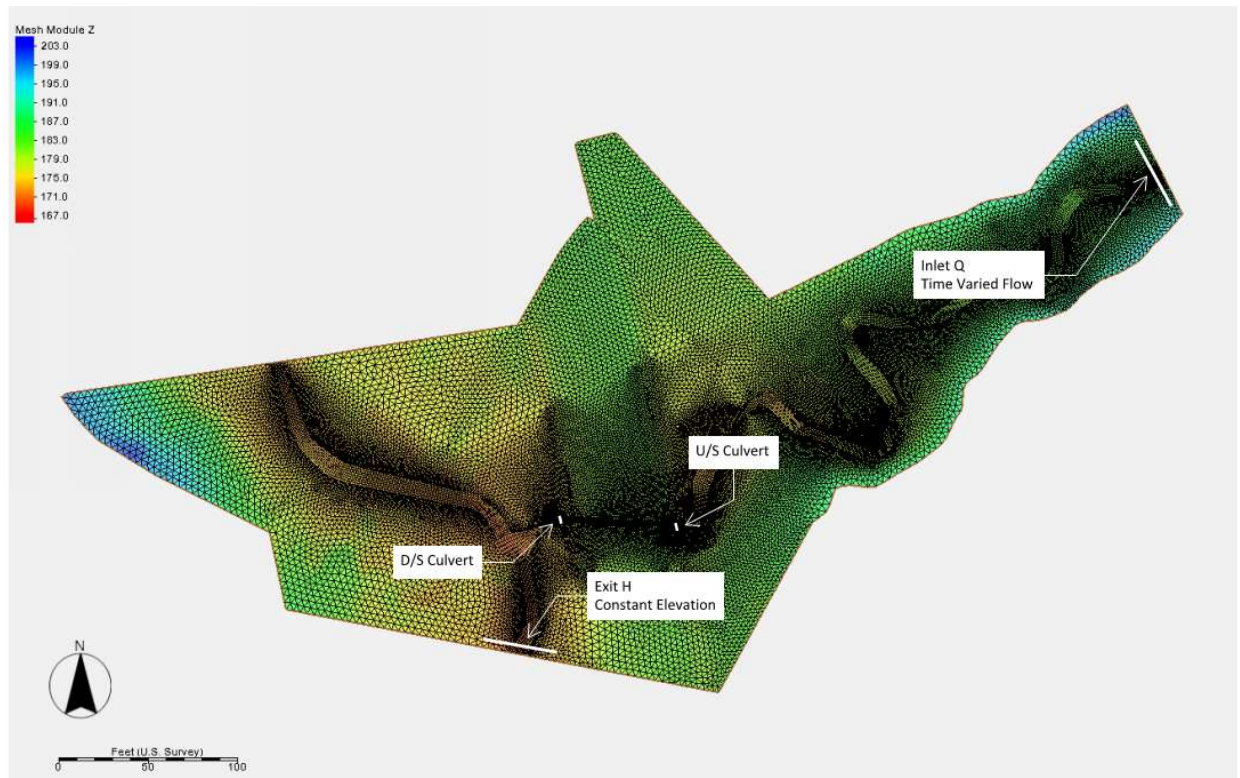 Mesh Module Z
203.0
199.0
195.0
191.0
187.0
183.0
179.0
175.0
171.0
167.0
Inlet Q
Time Varied Flow
U/S Culvert
D/S Culvert
Exit H
Constant Elevation
N
Feet (U.S. Survey)
0 50 100